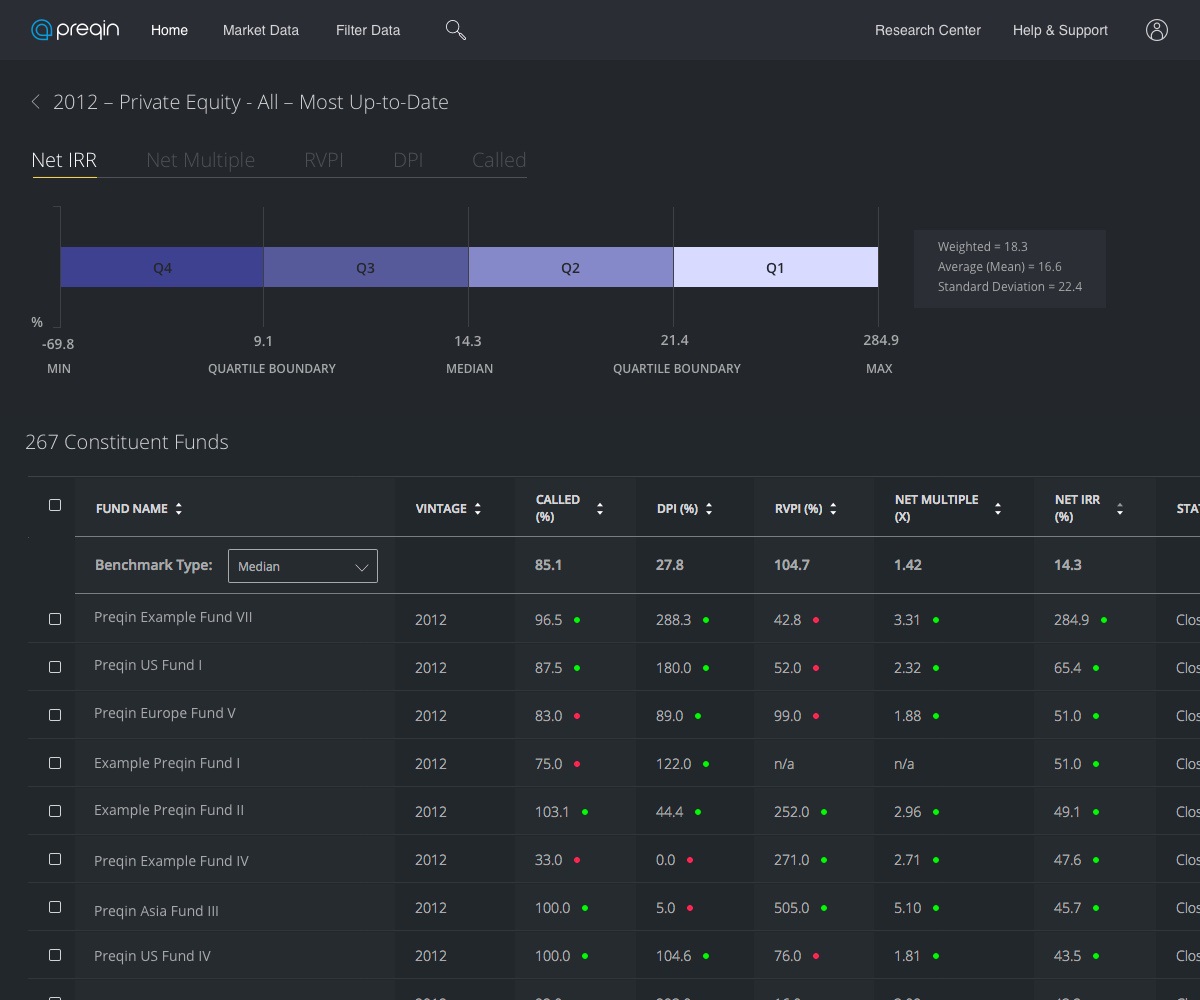 preqin Home Market Data Filter Data Research Center Help & Support
2012 – Private Equity - All – Most Up-to-Date
Net IRR Net Multiple RVPI DPI Called
Q4 Q3 Q2 Q1
Weighted = 18.3
Average (Mean) = 16.6
Standard Deviation = 22.4
%
-69.8 9.1 14.3 21.4 284.9
MIN QUARTILE BOUNDARY MEDIAN QUARTILE BOUNDARY MAX
267 Constituent Funds
FUND NAME VINTAGE CALLED (%) DPI (%) RVPI (%) NET MULTIPLE (X) NET IRR (%) STA
Benchmark Type: Median 85.1 27.8 104.7 1.42 14.3
Preqin Example Fund VII 2012 96.5 288.3 42.8 3.31 284.9 Clos
Preqin US Fund I 2012 87.5 180.0 52.0 2.32 65.4 Clos
Preqin Europe Fund V 2012 83.0 89.0 99.0 1.88 51.0 Clos
Example Preqin Fund I 2012 75.0 122.0 n/a n/a 51.0 Clos
Example Preqin Fund II 2012 103.1 44.4 252.0 2.96 49.1 Clos
Preqin Example Fund IV 2012 33.0 0.0 271.0 2.71 47.6 Clos
Preqin Asia Fund III 2012 100.0 5.0 505.0 5.10 45.7 Clos
Preqin US Fund IV 2012 100.0 104.6 76.0 1.81 43.5 Clos